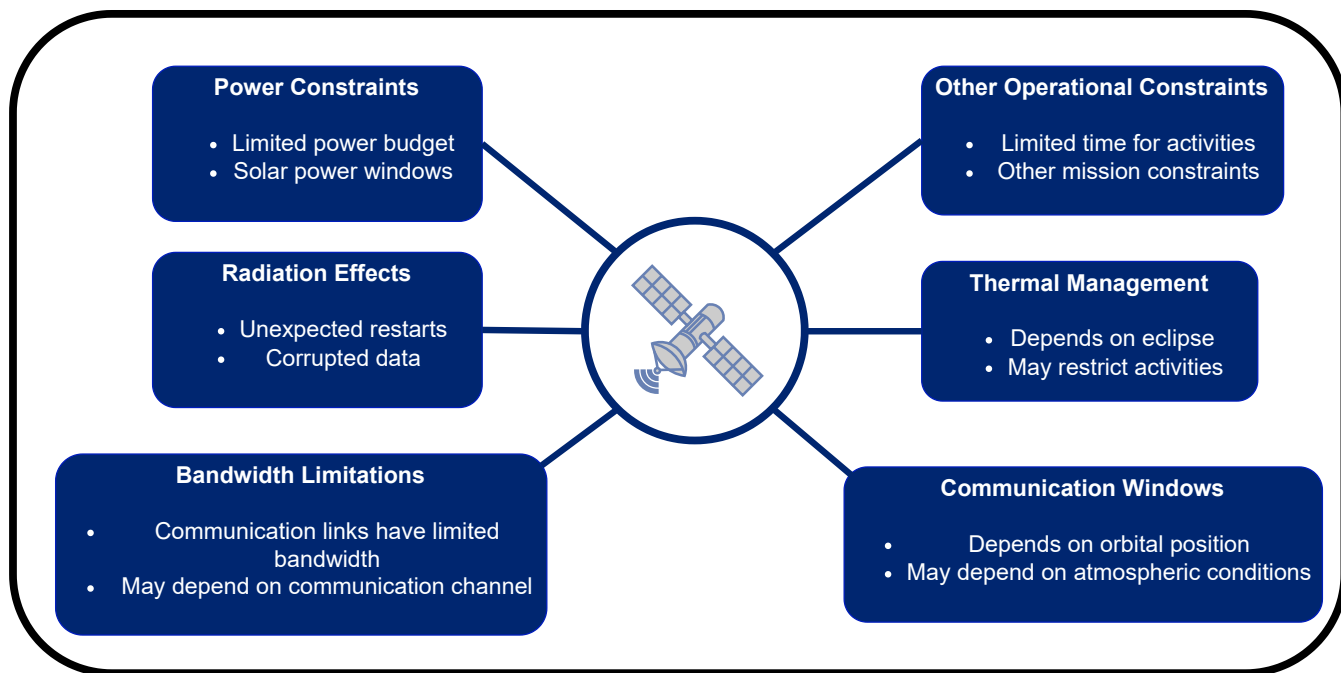 Power Constraints
• Limited power budget
• Solar power windows
Radiation Effects
• Unexpected restarts
• Corrupted data
Bandwidth Limitations
• Communication links have limited
bandwidth
• May depend on communication channel
Other Operational Constraints
• Limited time for activities
• Other mission constraints
Thermal Management
• Depends on eclipse
• May restrict activities
Communication Windows
• Depends on orbital position
• May depend on atmospheric conditions